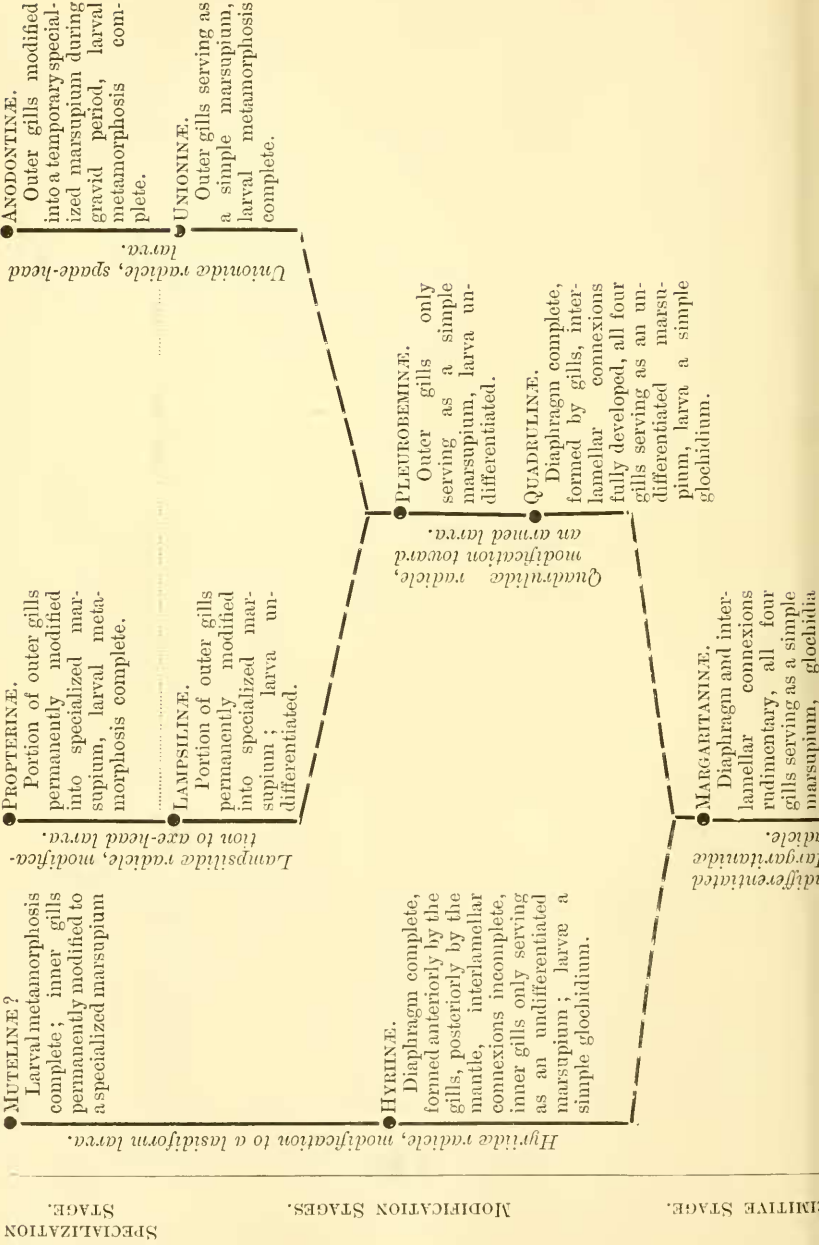 MUTELINÆ?
Larval metamorphosis
complete; inner gills
permanently modified to
a specialized marsupium
Hyriidæ radicle, modification to a lasidiform larva.
HYRIINÆ.
Diaphragm complete,
formed anteriorly by the
gills, posteriorly by the
mantle, interlamellar
connexions incomplete,
inner gills only serving
as an undifferentiated
marsupium; larvæ a
simple glochidium.
PROPTERINÆ.
Portion of outer gills
permanently modified
into specialized mar-
supium, larval meta-
morphosis complete.
Lampsilidæ radicle, modifica-
tion to axe-head larva.
LAMPSILINÆ.
Portion of outer gills
permanently modified
into specialized mar-
supium; larva un-
differentiated.
ANODONTINÆ.
Outer gills modified
into a temporary special-
ized marsupium during
gravid period, larval
metamorphosis com-
plete.
Unionidæ radicle, spade-head
larva.
UNIONINÆ.
Outer gills serving as
a simple marsupium,
larval metamorphosis
complete.
PLEUROBEMINÆ.
Outer gills only
serving as a simple
marsupium, larva un-
differentiated.
Quadrulidæ radicle,
modification toward
an armed larva.
QUADRULINÆ.
Diaphragm complete,
formed by gills, inter-
lamellar connexions
fully developed, all four
gills serving as an un-
differentiated marsu-
pium, larva a simple
glochidium.
MARGARITANINÆ.
Diaphragm and inter-
lamellar connexions
rudimentary, all four
gills serving as a simple
marsupium, glochidia
differentiated
argaritanidæ
dicle.
SPECIALIZATION
STAGE.
MODIFICATION STAGES.
IMITIVE STAGE.